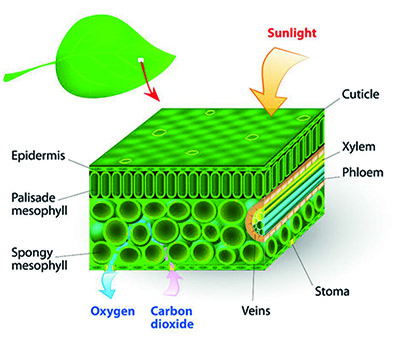 Sunlight
Cuticle
Epidermis
Xylem
Phloem
Palisade
mesophyll
Spongy
mesophyll
Stoma
Oxygen
Carbon
dioxide
Veins